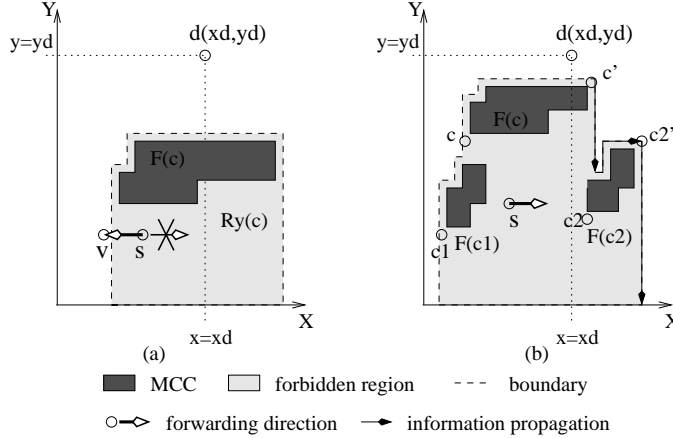 Y
d(xd,yd)
y=yd
F(c)
Ry(c)
v
s
X
x=xd
(a)
Y
d(xd,yd)
y=yd
c'
F(c)
c
c2'
s
c2
c1
F(c1)
F(c2)
X
x=xd
(b)
MCC
forbidden region
boundary
forwarding direction
information propagation